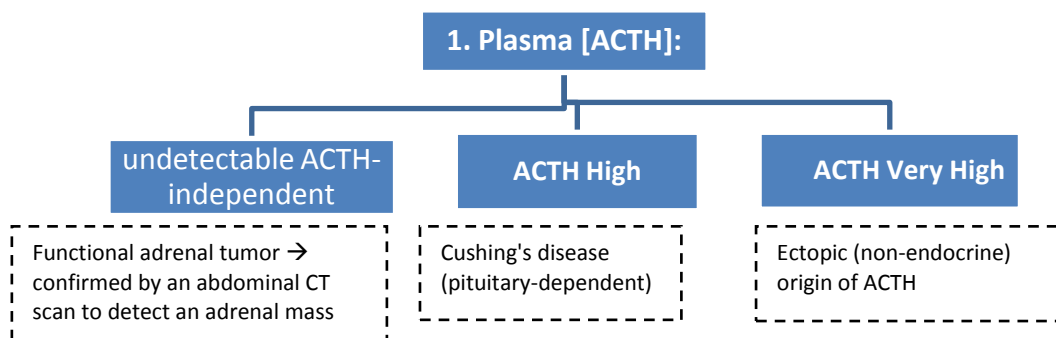 1. Plasma [ACTH]:
undetectable ACTH-
independent
ACTH High
ACTH Very High
Functional adrenal tumor →
confirmed by an abdominal CT
scan to detect an adrenal mass
Cushing's disease
(pituitary-dependent)
Ectopic (non-endocrine)
origin of ACTH